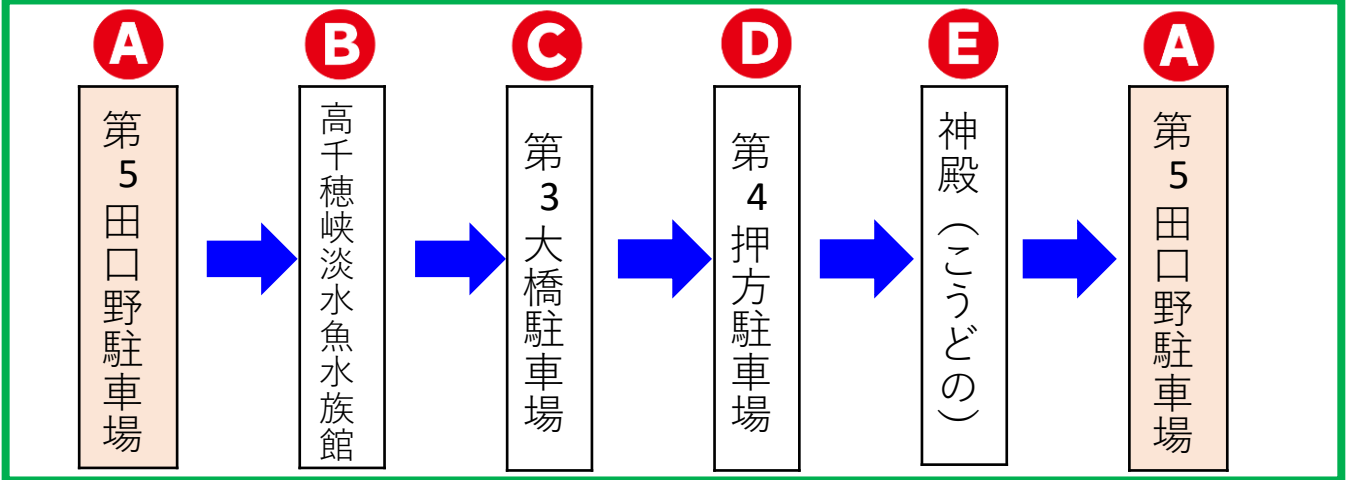 A
第5田口野駐車場
B
高千穂峡淡水魚水族館
C
第3大橋駐車場
D
第4押方駐車場
E
神殿（こうどの）
A
第5田口野駐車場